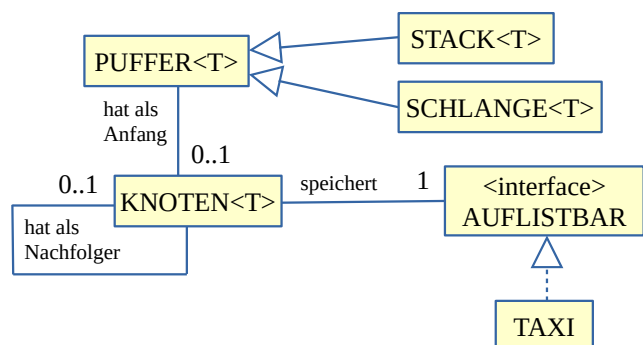 STACK<T>
PUFFER<T>
SCHLANGE<T>
hat als
Anfang
0..1
0..1
speichert
1
<interface>
KNOTEN<T>
AUFLISTBAR
hat als
Nachfolger
TAXI